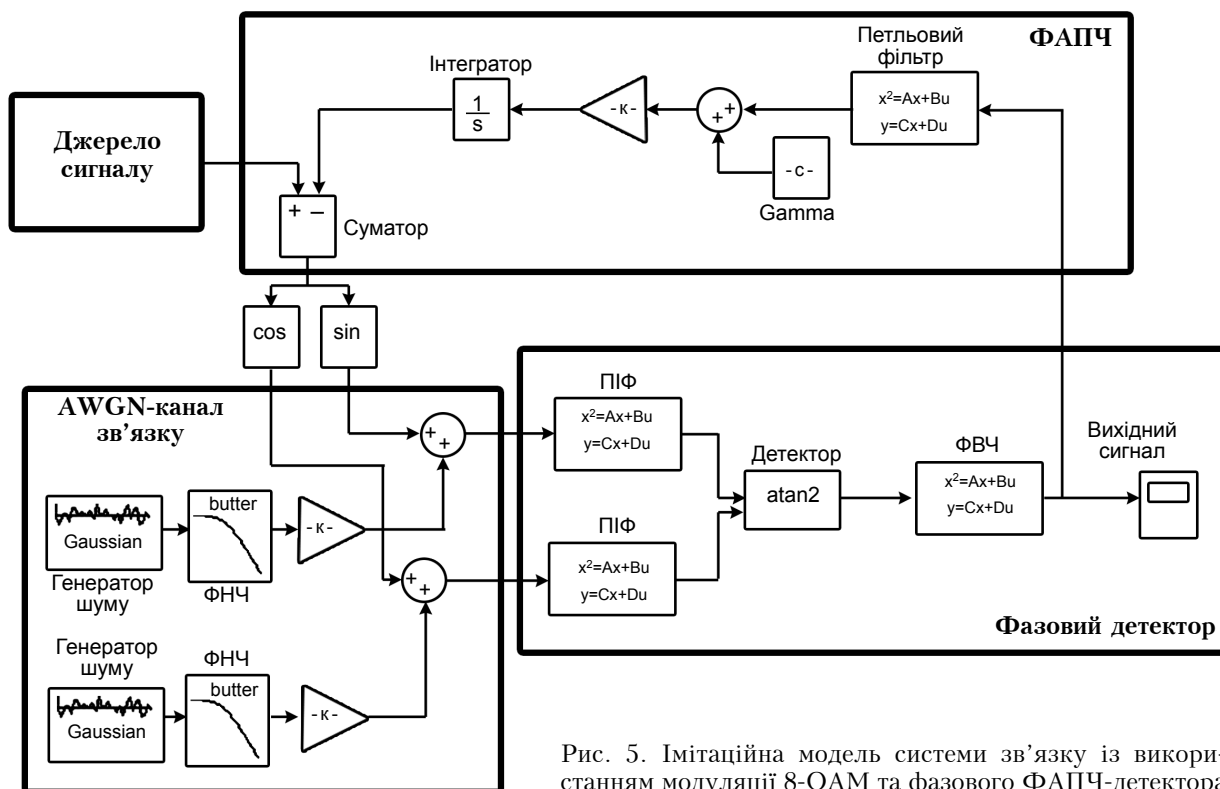 ФАПЧ
Петльовий
фільтр
x²=Ax+Bu
y=Cx+Du
Інтегратор
1
s
-к-
+ +
-с-
Gamma
Джерело
сигналу
+ −
Суматор
cos
sin
AWGN-канал
зв’язку
+
+
Gaussian
Генератор
шуму
butter
ФНЧ
-к-
+
+
Генератор
шуму
Gaussian
ФНЧ
butter
-к-
ПІФ
x²=Ax+Bu
y=Cx+Du
ПІФ
x²=Ax+Bu
y=Cx+Du
Детектор
atan2
ФВЧ
x²=Ax+Bu
y=Cx+Du
Вихідний
сигнал
Фазовий детектор
Рис. 5. Імітаційна модель системи зв’язку із викори-
станням модуляції 8-QAM та фазового ФАПЧ-детектора